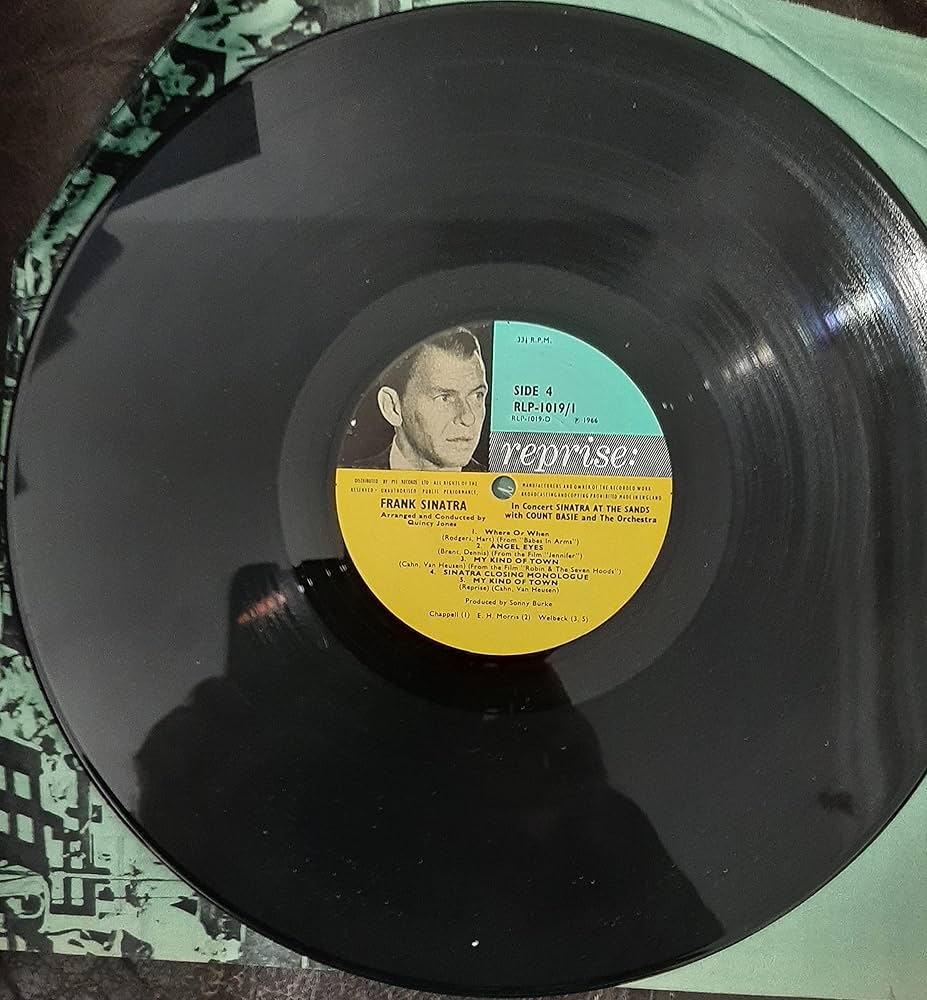 33⅓ R.P.M.
SIDE 4
RLP-1019/1
RLP-1019-D ℗ 1966
reprise:
DISTRIBUTED BY PYE RECORDS LTD · ALL RIGHTS OF THE MANUFACTURERS AND OWNER OF THE RECORDED WORK
RESERVED · UNAUTHORISED PUBLIC PERFORMANCE, BROADCASTING AND COPYING PROHIBITED MADE IN ENGLAND
FRANK SINATRA
Arranged and Conducted by
Quincy Jones
In Concert SINATRA AT THE SANDS
with COUNT BASIE and The Orchestra
1. Where Or When
(Rodgers, Hart) (From "Babes In Arms")
2. ANGEL EYES
(Brent, Dennis) (From the Film "Jennifer")
3. MY KIND OF TOWN
(Cahn, Van Heusen) (From the Film "Robin & The Seven Hoods")
4. SINATRA CLOSING MONOLOGUE
5. MY KIND OF TOWN
(Reprise) (Cahn, Van Heusen)
Produced by Sonny Burke
Chappell (1) E. H. Morris (2) Welbeck (3, 5)